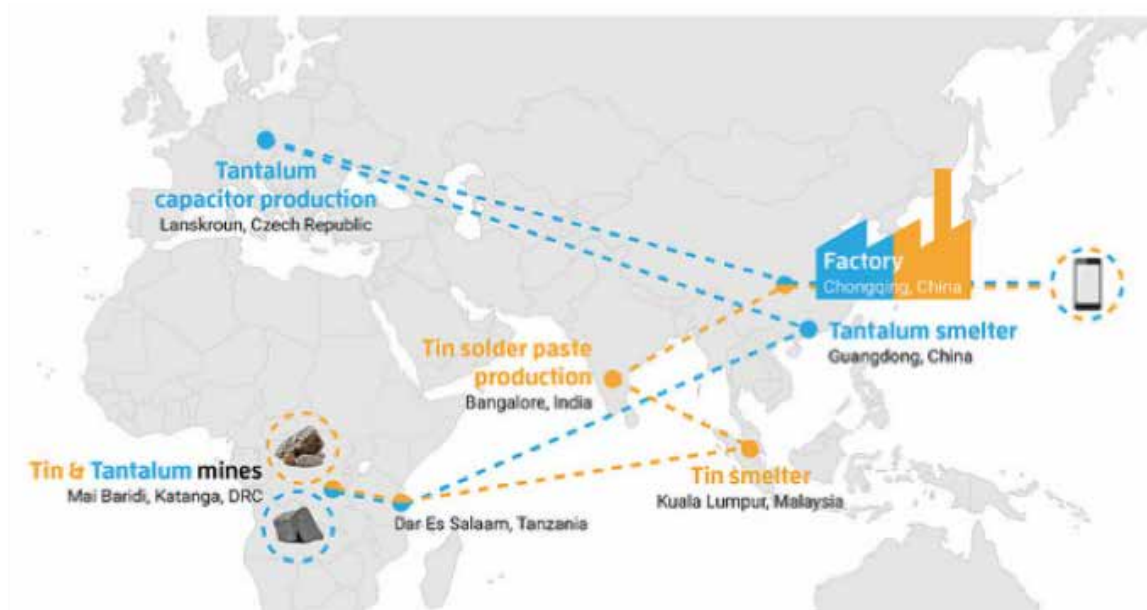 Tantalum
capacitor production
Lanskroun, Czech Republic
Factory
Chongqing, China
Tantalum smelter
Guangdong, China
Tin solder paste
production
Bangalore, India
Tin & Tantalum mines
Mai Baridi, Katanga, DRC
Tin smelter
Kuala Lumpur, Malaysia
Dar Es Salaam, Tanzania